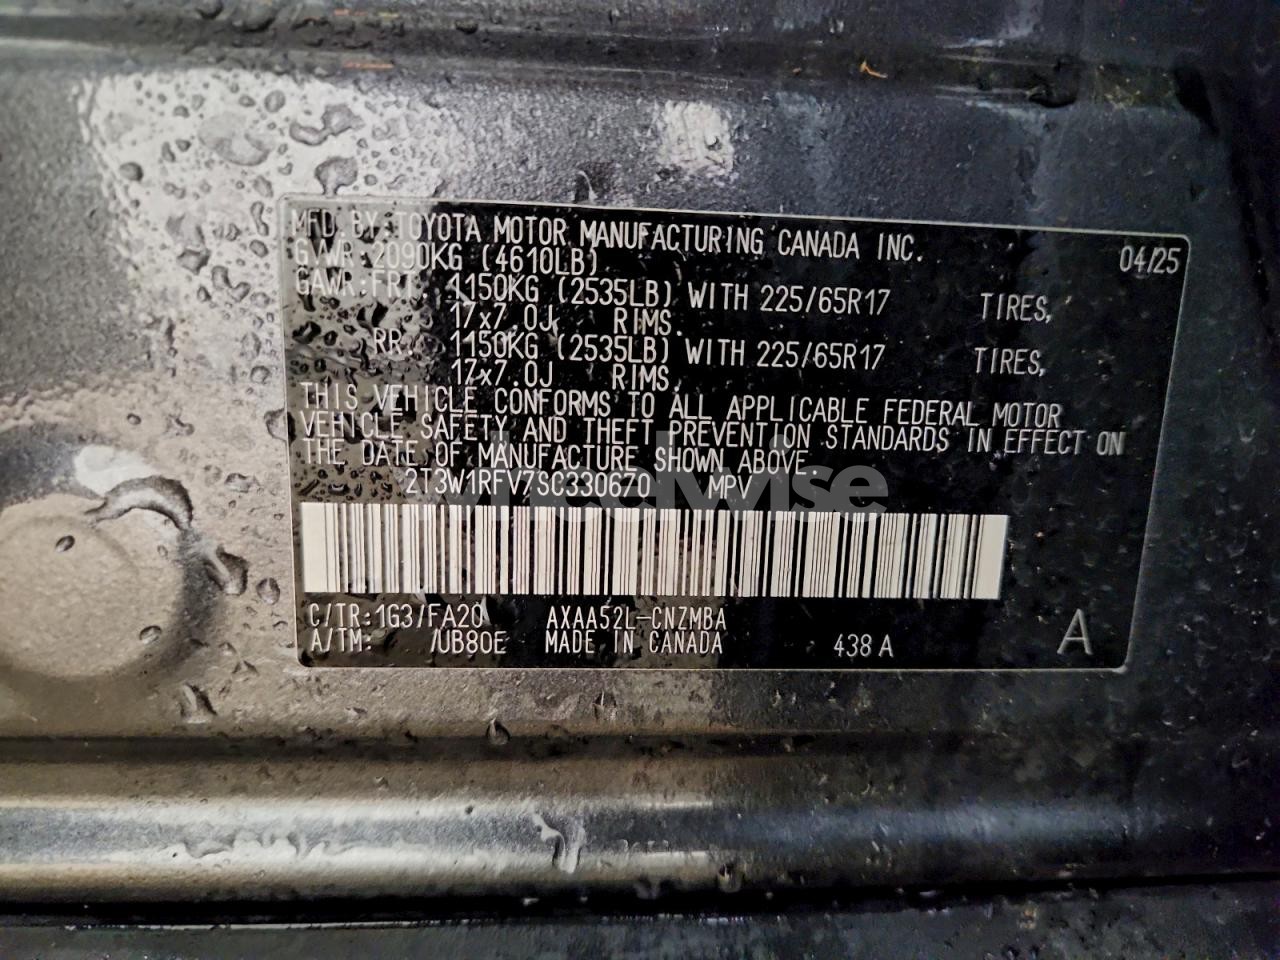 MFD. BY: TOYOTA MOTOR MANUFACTURING CANADA INC. 04/25
GVWR: 2090KG (4610LB)
GAWR: FRT. 1150KG (2535LB) WITH 225/65R17 TIRES,
17x7.0J RIMS.
RR. 1150KG (2535LB) WITH 225/65R17 TIRES,
17x7.0J RIMS.
THIS VEHICLE CONFORMS TO ALL APPLICABLE FEDERAL MOTOR
VEHICLE SAFETY AND THEFT PREVENTION STANDARDS IN EFFECT ON
THE DATE OF MANUFACTURE SHOWN ABOVE.
2T3W1RFV7SC330670 MPV
C/TR: 1G3/FA20 AXAA52L-CNZMBA
A/TM: /UB80E MADE IN CANADA 438 A A